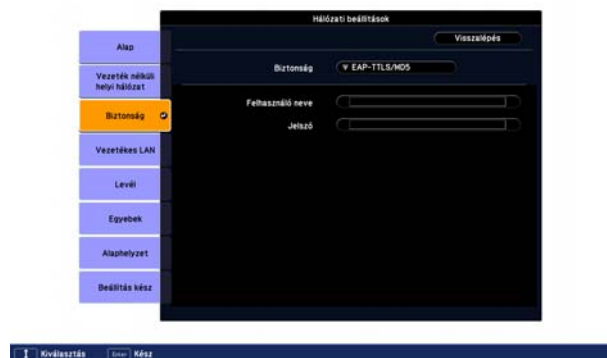 Hálózati beállítások
Visszalépés
Alap
Vezeték nélküli
helyi hálózat
Biztonság
Vezetékes LAN
Levél
Egyebek
Alaphelyzet
Beállítás kész
Biztonság ▼ EAP-TTLS/MD5
Felhasználó neve
Jelszó
Kiválasztás Enter Kész